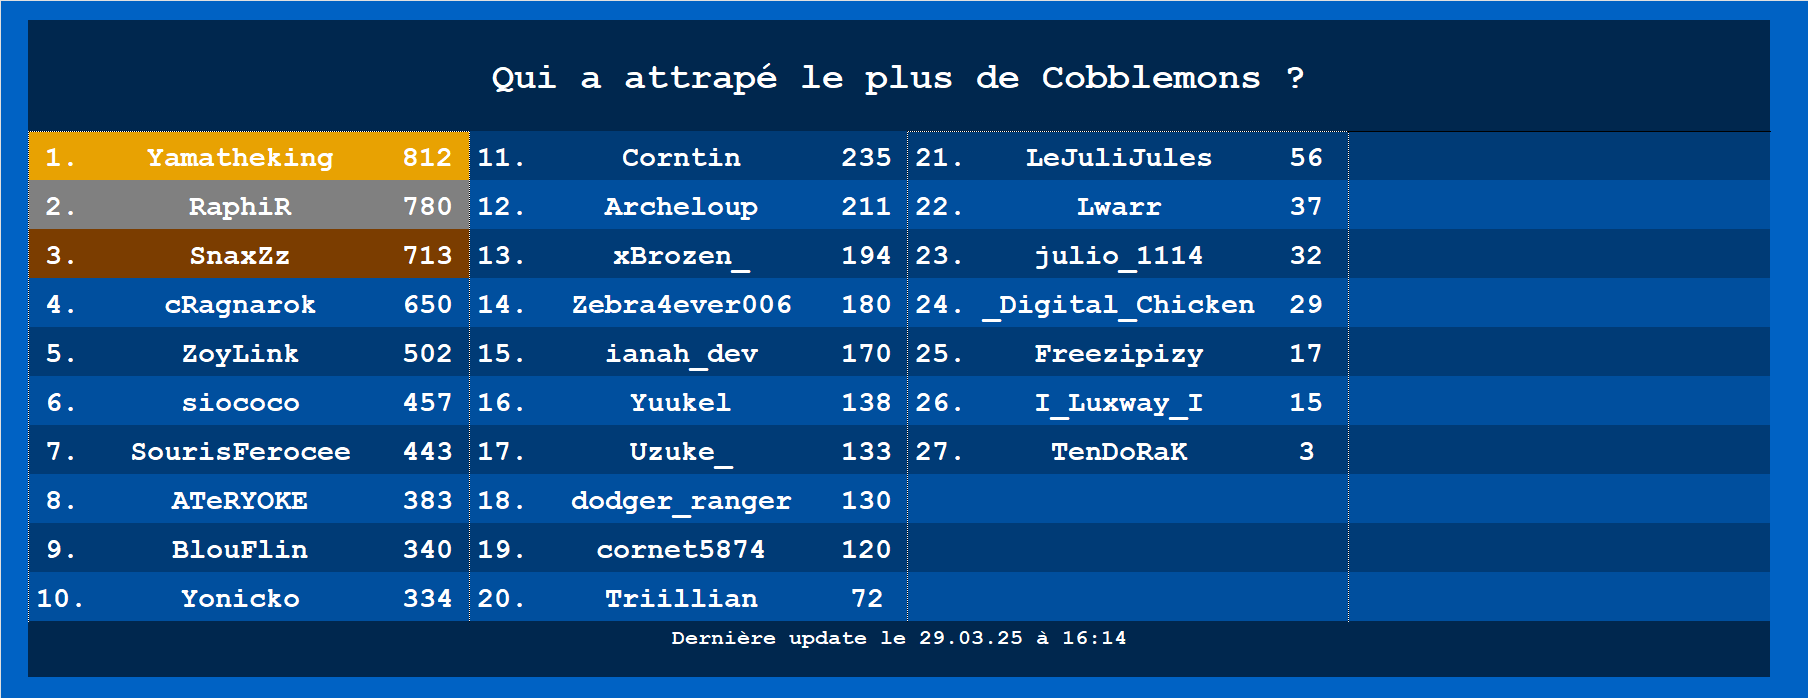 Qui a attrapé le plus de Cobblemons ?
1. Yamatheking 812
2. RaphiR 780
3. SnaxZz 713
4. cRagnarok 650
5. ZoyLink 502
6. siococo 457
7. SourisFerocee 443
8. ATeRYOKE 383
9. BlouFlin 340
10. Yonicko 334
11. Corntin 235
12. Archeloup 211
13. xBrozen_ 194
14. Zebra4ever006 180
15. ianah_dev 170
16. Yuukel 138
17. Uzuke_ 133
18. dodger_ranger 130
19. cornet5874 120
20. Triillian 72
21. LeJuliJules 56
22. Lwarr 37
23. julio_1114 32
24. _Digital_Chicken 29
25. Freezipizy 17
26. I_Luxway_I 15
27. TenDoRaK 3
Dernière update le 29.03.25 à 16:14